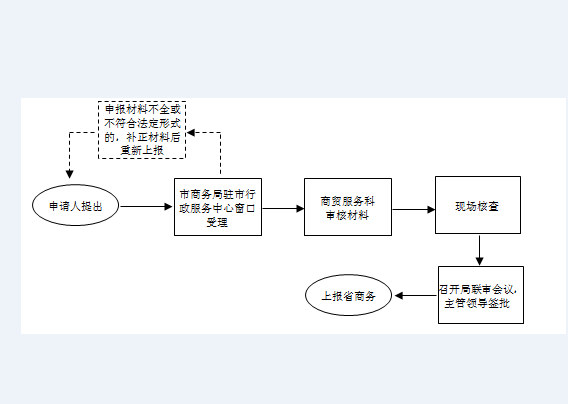 申报材料不全或
不符合法定形式
的，补正材料后
重新上报
申请人提出
市商务局驻市行
政服务中心窗口
受理
商贸服务科
审核材料
现场核查
召开局联审会议，
主管领导签批
上报省商务